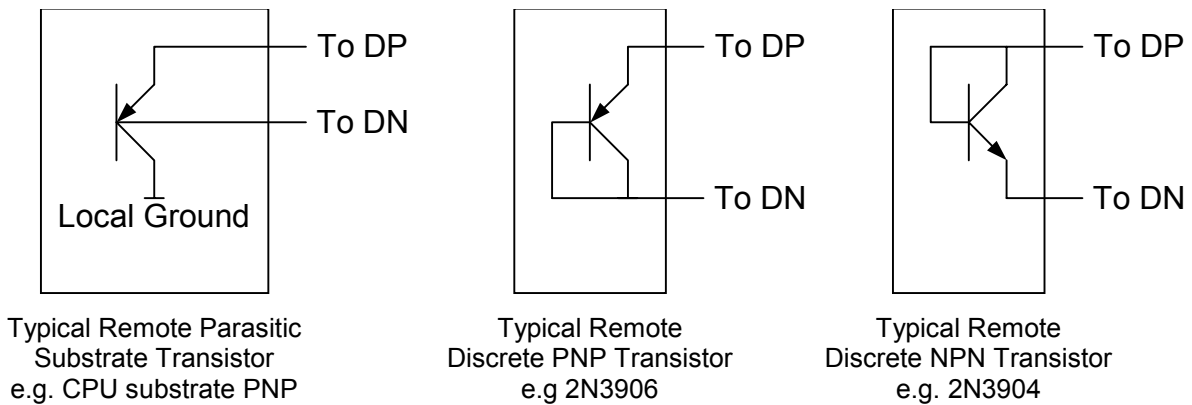 To DP
To DN
Local Ground
Typical Remote Parasitic
Substrate Transistor
e.g. CPU substrate PNP
To DP
To DN
Typical Remote
Discrete PNP Transistor
e.g 2N3906
To DP
To DN
Typical Remote
Discrete NPN Transistor
e.g. 2N3904